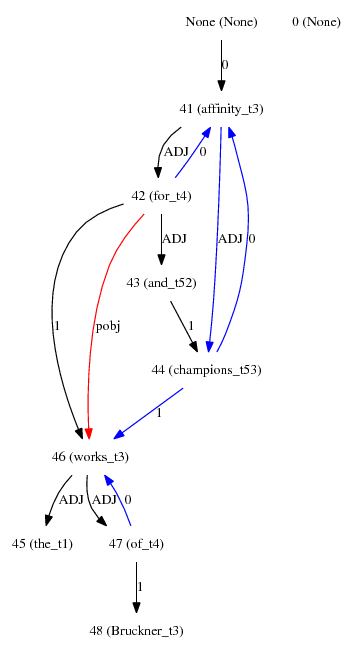 None (None) 0 (None)
0
41 (affinity_t3)
ADJ 0
42 (for_t4)
ADJ ADJ 0
43 (and_t52)
1 pobj 1
44 (champions_t53)
1
46 (works_t3)
ADJ ADJ 0
45 (the_t1) 47 (of_t4)
1
48 (Bruckner_t3)